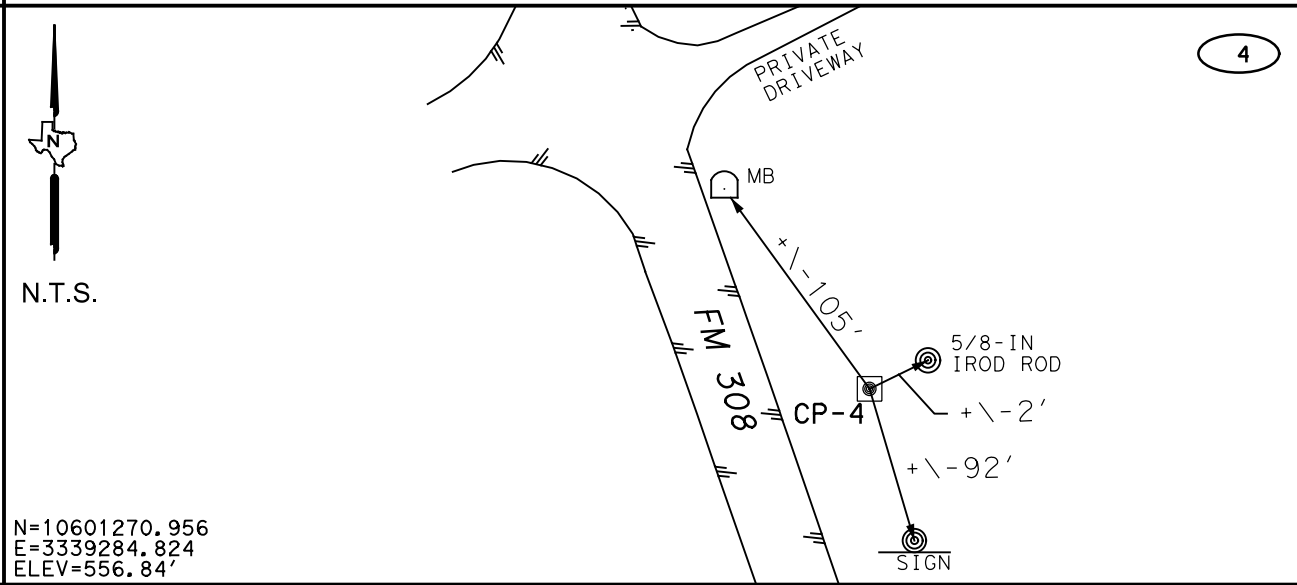 4
PRIVATE
DRIVEWAY
N
MB
N.T.S.
+\-105'
FM 308
5/8-IN
IROD ROD
CP-4
+\-2'
+\-92'
N=10601270.956
E=3339284.824
ELEV=556.84'
SIGN